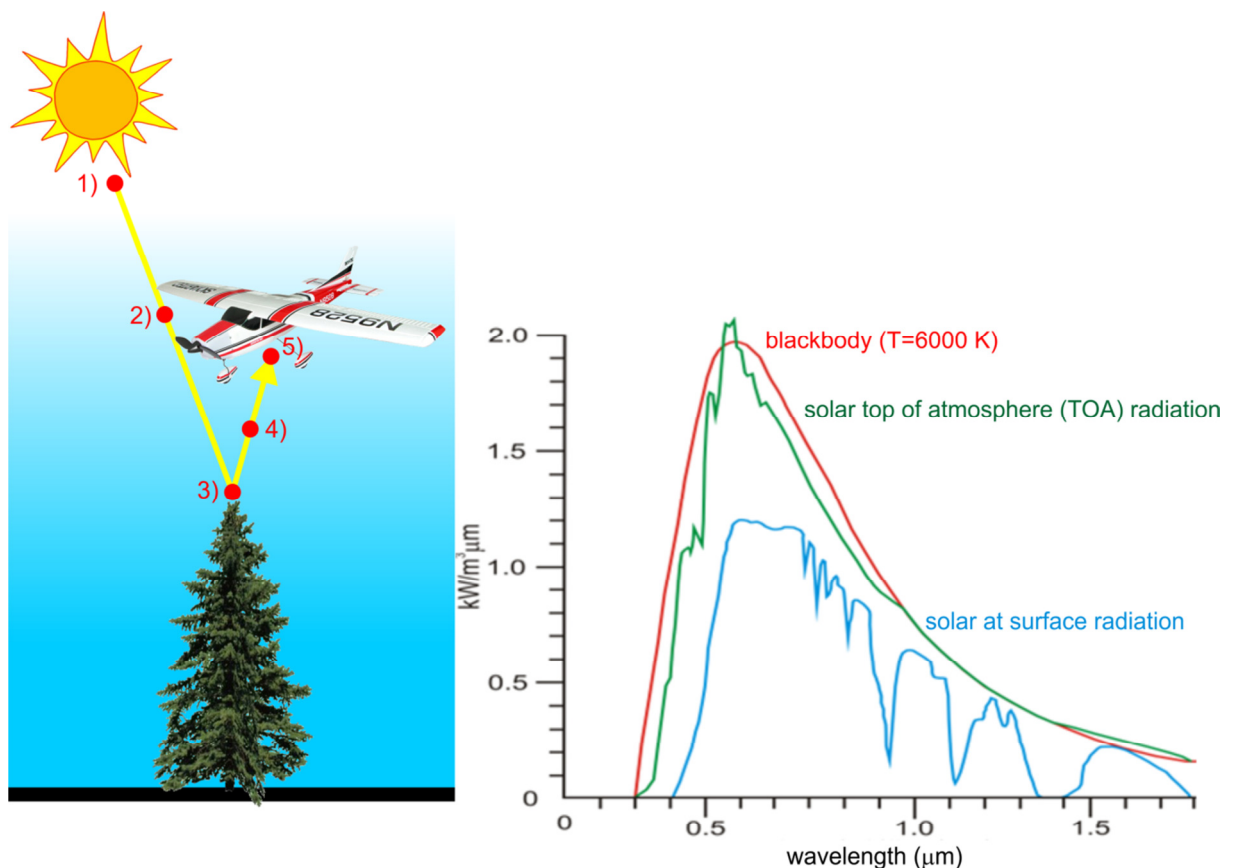 1)
2)
5)
4)
3)
N9528
N9528
2.0
1.5
1.0
0.5
0
kW/m³μm
blackbody (T=6000 K)
solar top of atmosphere (TOA) radiation
solar at surface radiation
0
0.5
1.0
1.5
wavelength (μm)